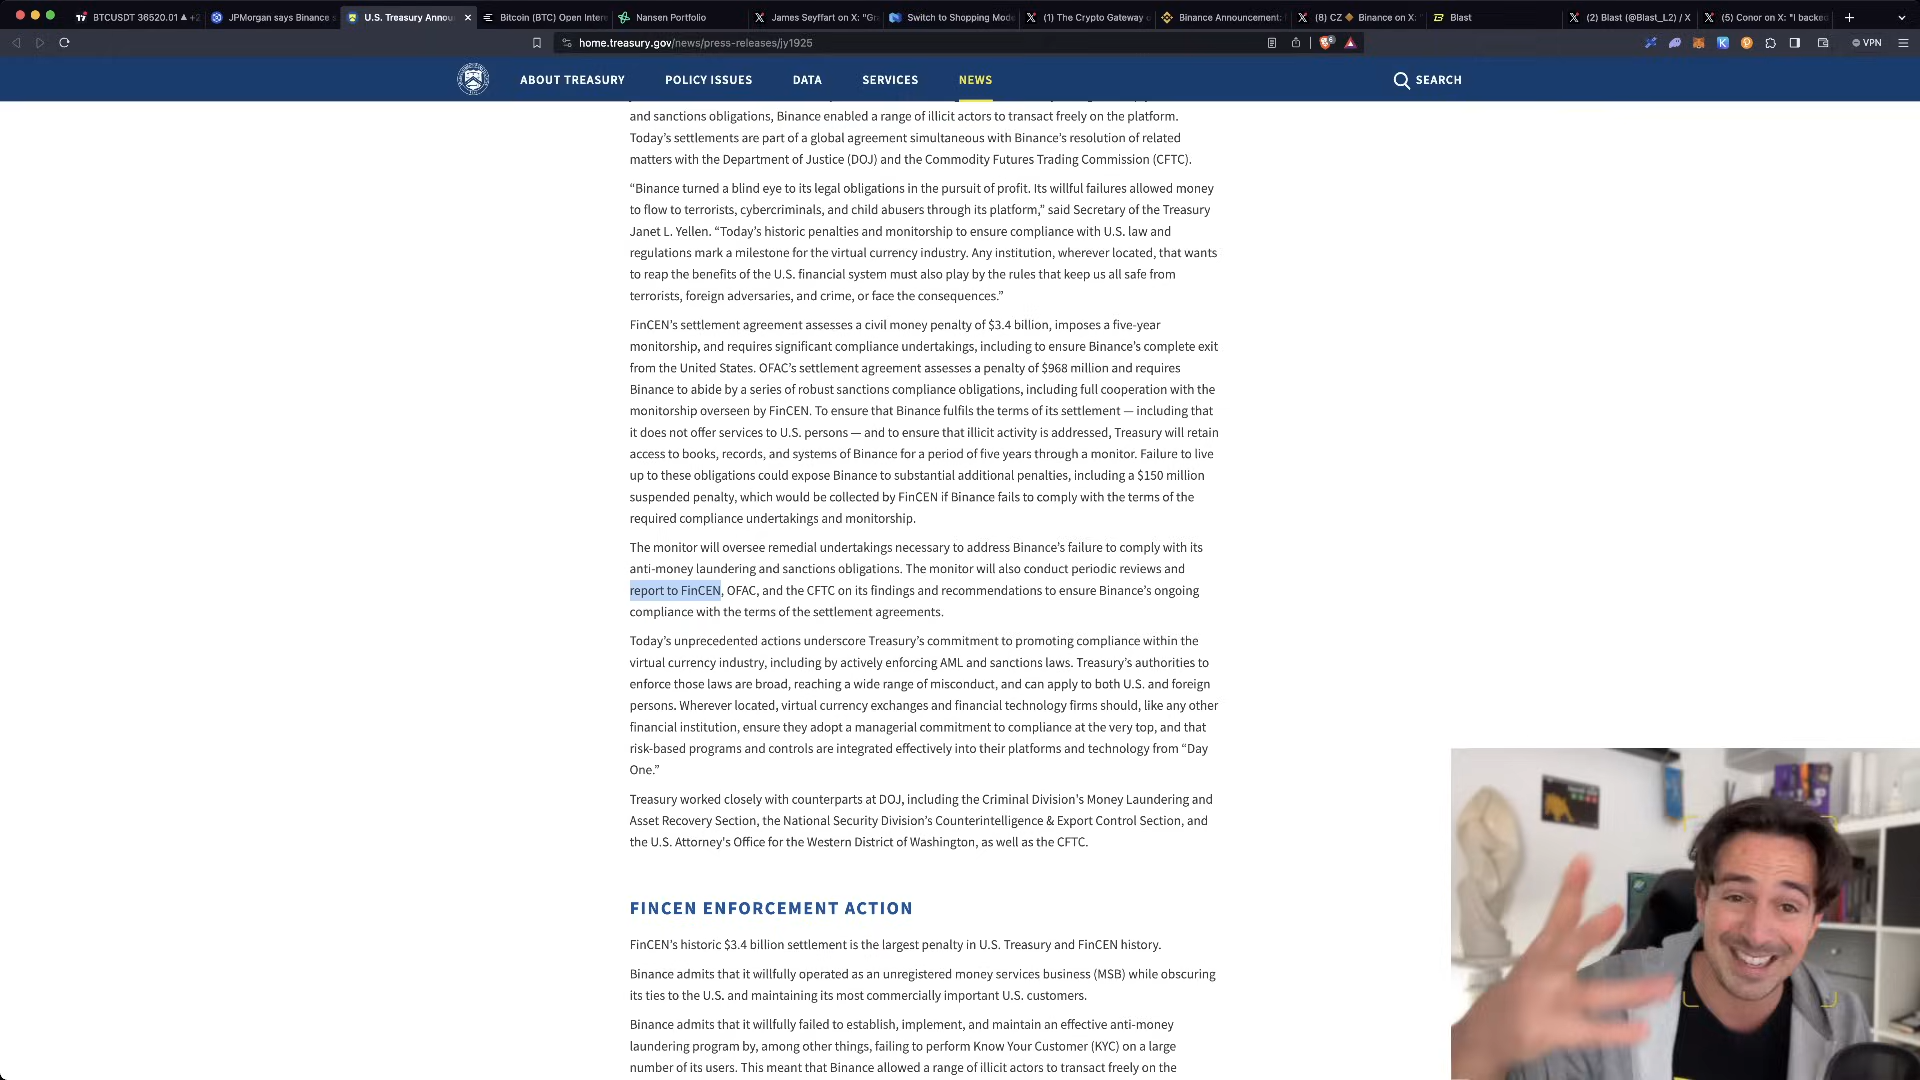 BTCUSDT 36520.01 ▲ +2
JPMorgan says Binance s
U.S. Treasury Annou
Bitcoin (BTC) Open Inter
Nansen Portfolio
James Seyffart on X: "Gr
Switch to Shopping Mode
(1) The Crypto Gateway o
Binance Announcement:
(8) CZ 🔶 Binance on X: "
Blast
(2) Blast (@Blast_L2) / X
(5) Conor on X: "I backed
home.treasury.gov/news/press-releases/jy1925
6
VPN
ABOUT TREASURY
POLICY ISSUES
DATA
SERVICES
NEWS
SEARCH
and sanctions obligations, Binance enabled a range of illicit actors to transact freely on the platform.
Today’s settlements are part of a global agreement simultaneous with Binance’s resolution of related
matters with the Department of Justice (DOJ) and the Commodity Futures Trading Commission (CFTC).
“Binance turned a blind eye to its legal obligations in the pursuit of profit. Its willful failures allowed money
to flow to terrorists, cybercriminals, and child abusers through its platform,” said Secretary of the Treasury
Janet L. Yellen. “Today’s historic penalties and monitorship to ensure compliance with U.S. law and
regulations mark a milestone for the virtual currency industry. Any institution, wherever located, that wants
to reap the benefits of the U.S. financial system must also play by the rules that keep us all safe from
terrorists, foreign adversaries, and crime, or face the consequences.”
FinCEN’s settlement agreement assesses a civil money penalty of $3.4 billion, imposes a five-year
monitorship, and requires significant compliance undertakings, including to ensure Binance’s complete exit
from the United States. OFAC’s settlement agreement assesses a penalty of $968 million and requires
Binance to abide by a series of robust sanctions compliance obligations, including full cooperation with the
monitorship overseen by FinCEN. To ensure that Binance fulfils the terms of its settlement — including that
it does not offer services to U.S. persons — and to ensure that illicit activity is addressed, Treasury will retain
access to books, records, and systems of Binance for a period of five years through a monitor. Failure to live
up to these obligations could expose Binance to substantial additional penalties, including a $150 million
suspended penalty, which would be collected by FinCEN if Binance fails to comply with the terms of the
required compliance undertakings and monitorship.
The monitor will oversee remedial undertakings necessary to address Binance’s failure to comply with its
anti-money laundering and sanctions obligations. The monitor will also conduct periodic reviews and
report to FinCEN, OFAC, and the CFTC on its findings and recommendations to ensure Binance’s ongoing
compliance with the terms of the settlement agreements.
Today’s unprecedented actions underscore Treasury’s commitment to promoting compliance within the
virtual currency industry, including by actively enforcing AML and sanctions laws. Treasury’s authorities to
enforce those laws are broad, reaching a wide range of misconduct, and can apply to both U.S. and foreign
persons. Wherever located, virtual currency exchanges and financial technology firms should, like any other
financial institution, ensure they adopt a managerial commitment to compliance at the very top, and that
risk-based programs and controls are integrated effectively into their platforms and technology from “Day
One.”
Treasury worked closely with counterparts at DOJ, including the Criminal Division’s Money Laundering and
Asset Recovery Section, the National Security Division’s Counterintelligence & Export Control Section, and
the U.S. Attorney's Office for the Western District of Washington, as well as the CFTC.
FINCEN ENFORCEMENT ACTION
FinCEN’s historic $3.4 billion settlement is the largest penalty in U.S. Treasury and FinCEN history.
Binance admits that it willfully operated as an unregistered money services business (MSB) while obscuring
its ties to the U.S. and maintaining its most commercially important U.S. customers.
Binance admits that it willfully failed to establish, implement, and maintain an effective anti-money
laundering program by, among other things, failing to perform Know Your Customer (KYC) on a large
number of its users. This meant that Binance allowed a range of illicit actors to transact freely on the